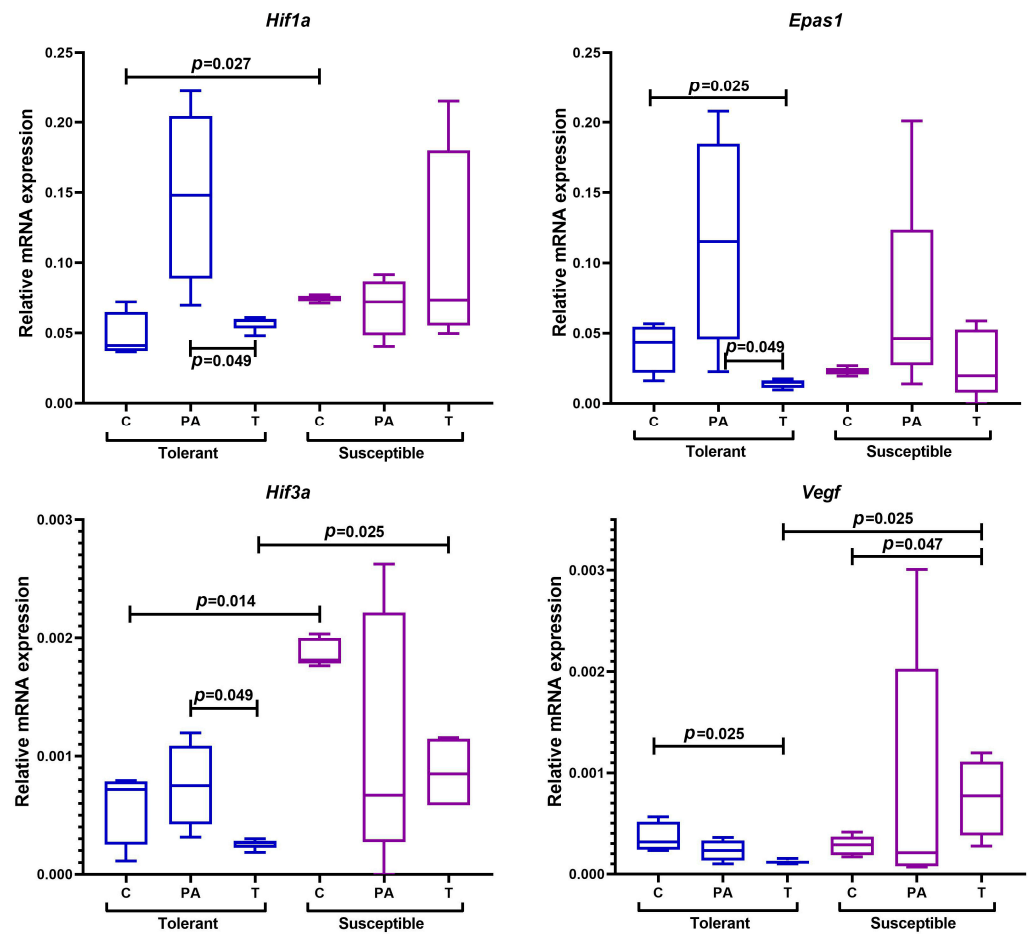 Hif1a
Relative mRNA expression
0.25
0.20
0.15
0.10
0.05
0.00
p=0.027
p=0.049
C PA T C PA T
Tolerant Susceptible
Epas1
Relative mRNA expression
0.25
0.20
0.15
0.10
0.05
0.00
p=0.025
p=0.049
C PA T C PA T
Tolerant Susceptible
Hif3a
Relative mRNA expression
0.003
0.002
0.001
0.000
p=0.025
p=0.014
p=0.049
C PA T C PA T
Tolerant Susceptible
Vegf
Relative mRNA expression
0.003
0.002
0.001
0.000
p=0.025
p=0.047
p=0.025
C PA T C PA T
Tolerant Susceptible